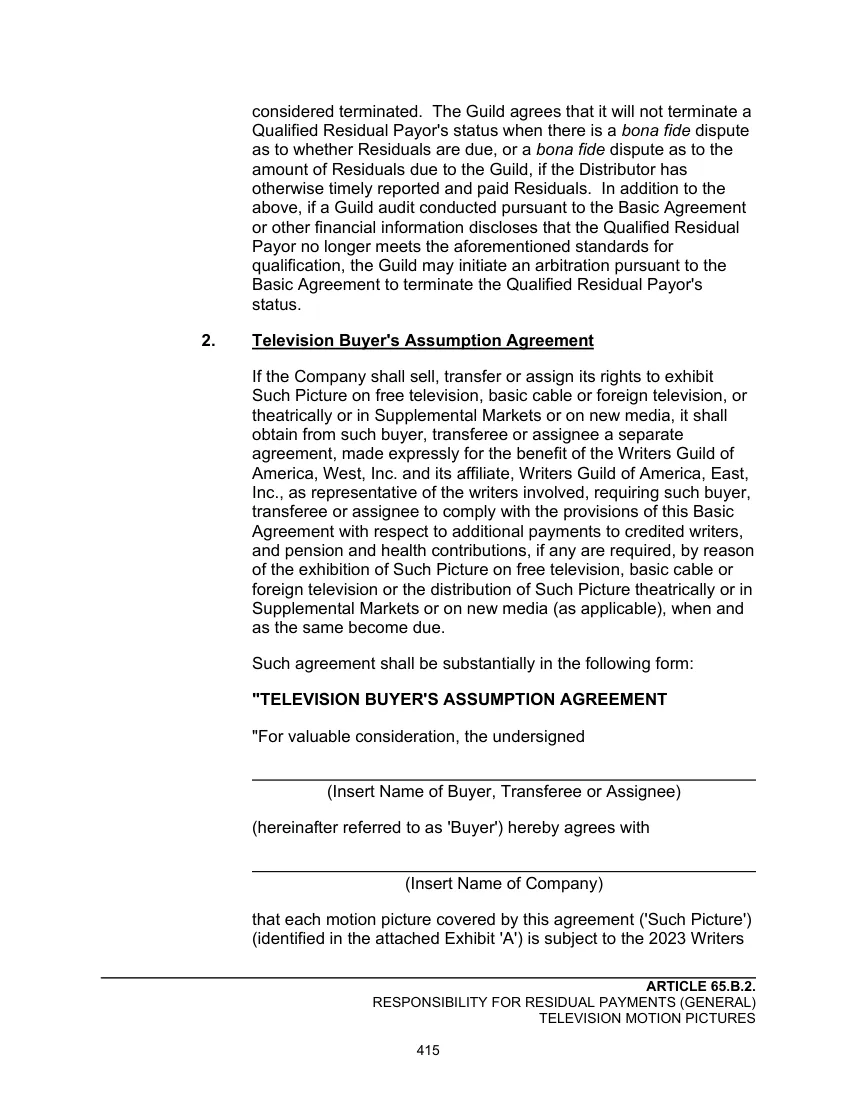 considered terminated.  The Guild agrees that it will not terminate a
Qualified Residual Payor's status when there is a bona fide dispute
as to whether Residuals are due, or a bona fide dispute as to the
amount of Residuals due to the Guild, if the Distributor has
otherwise timely reported and paid Residuals.  In addition to the
above, if a Guild audit conducted pursuant to the Basic Agreement
or other financial information discloses that the Qualified Residual
Payor no longer meets the aforementioned standards for
qualification, the Guild may initiate an arbitration pursuant to the
Basic Agreement to terminate the Qualified Residual Payor's
status.
2. Television Buyer's Assumption Agreement
If the Company shall sell, transfer or assign its rights to exhibit
Such Picture on free television, basic cable or foreign television, or
theatrically or in Supplemental Markets or on new media, it shall
obtain from such buyer, transferee or assignee a separate
agreement, made expressly for the benefit of the Writers Guild of
America, West, Inc. and its affiliate, Writers Guild of America, East,
Inc., as representative of the writers involved, requiring such buyer,
transferee or assignee to comply with the provisions of this Basic
Agreement with respect to additional payments to credited writers,
and pension and health contributions, if any are required, by reason
of the exhibition of Such Picture on free television, basic cable or
foreign television or the distribution of Such Picture theatrically or in
Supplemental Markets or on new media (as applicable), when and
as the same become due.
Such agreement shall be substantially in the following form:
"TELEVISION BUYER'S ASSUMPTION AGREEMENT
"For valuable consideration, the undersigned
(Insert Name of Buyer, Transferee or Assignee)
(hereinafter referred to as 'Buyer') hereby agrees with
(Insert Name of Company)
that each motion picture covered by this agreement ('Such Picture')
(identified in the attached Exhibit 'A') is subject to the 2023 Writers
ARTICLE 65.B.2.
RESPONSIBILITY FOR RESIDUAL PAYMENTS (GENERAL)
TELEVISION MOTION PICTURES
415